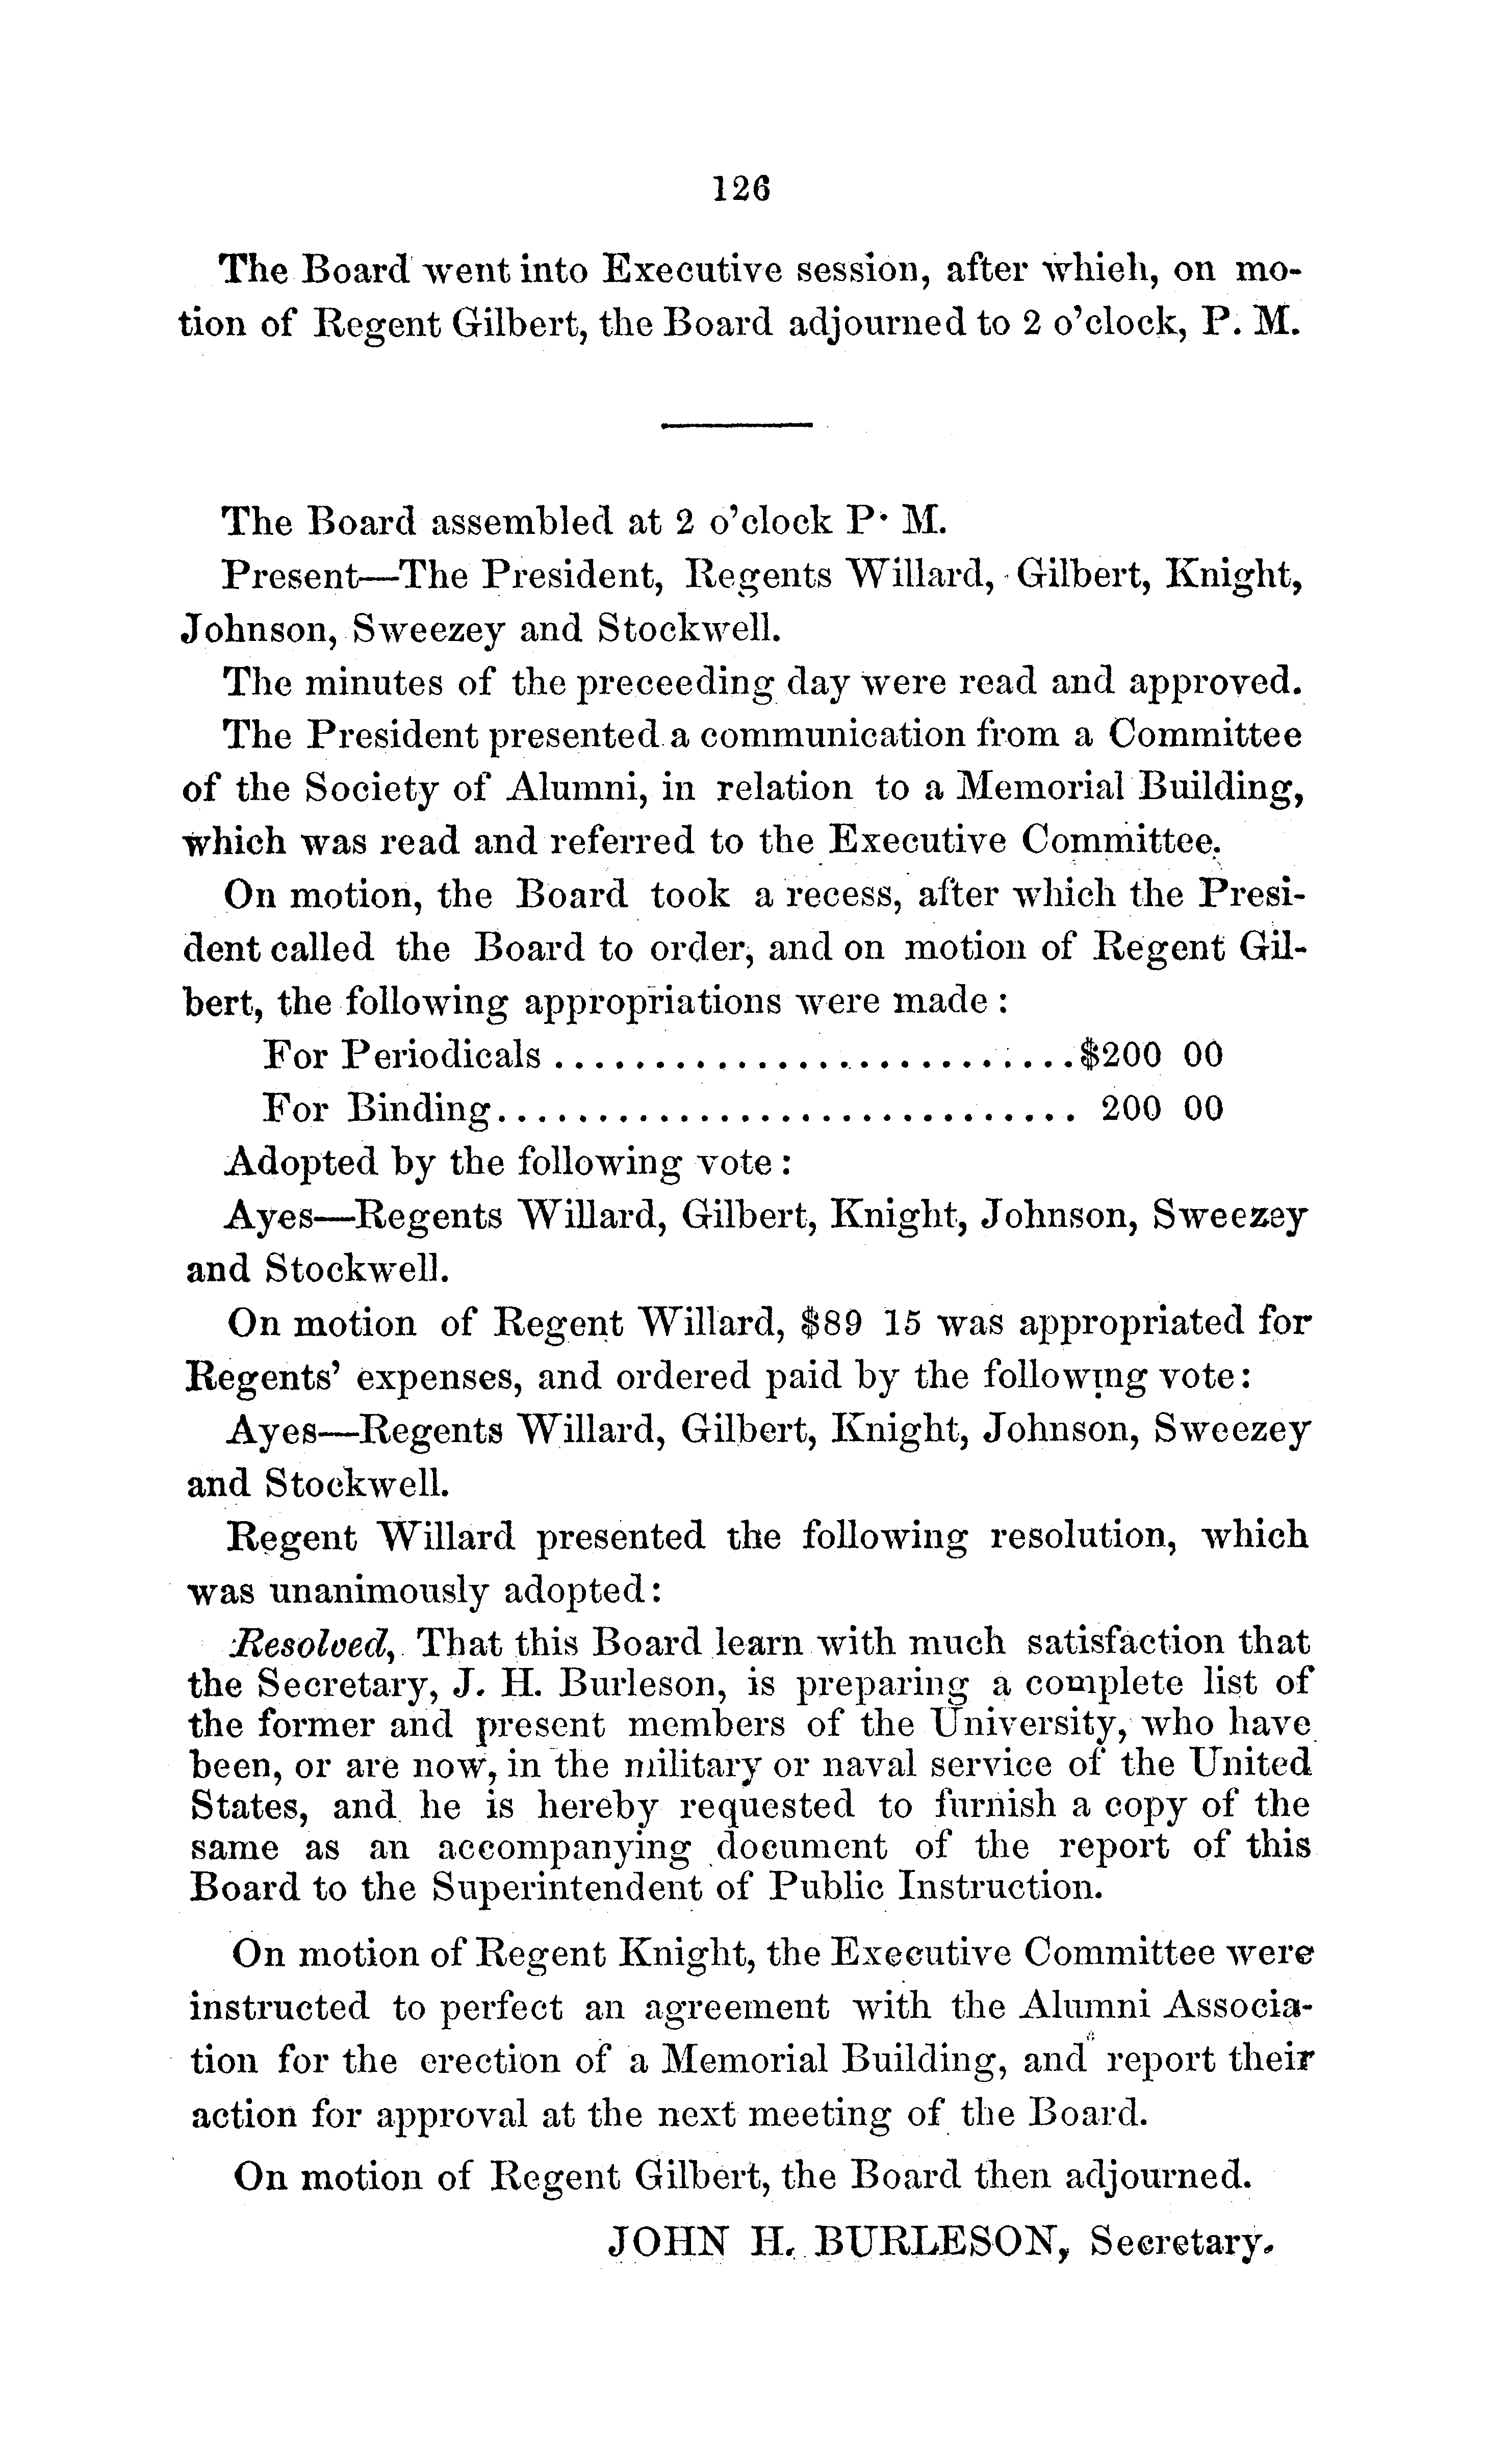 126
The Board went into Executive session, after which, on mo-
tion of Regent Gilbert, the Board adjourned to 2 o'clock, P. M.
The Board assembled at 2 o'clock P. M.
Present—The President, Regents Willard, Gilbert, Knight,
Johnson, Sweezey and Stockwell.
The minutes of the preceeding day were read and approved.
The President presented a communication from a Committee
of the Society of Alumni, in relation to a Memorial Building,
which was read and referred to the Executive Committee.
On motion, the Board took a recess, after which the Presi-
dent called the Board to order, and on motion of Regent Gil-
bert, the following appropriations were made :
For Periodicals ..........................$200 00
For Binding............................. 200 00
Adopted by the following vote :
Ayes—Regents Willard, Gilbert, Knight, Johnson, Sweezey
and Stockwell.
On motion of Regent Willard, $89 15 was appropriated for
Regents' expenses, and ordered paid by the following vote:
Ayes—Regents Willard, Gilbert, Knight, Johnson, Sweezey
and Stockwell.
Regent Willard presented the following resolution, which
was unanimously adopted:
Resolved, That this Board learn with much satisfaction that
the Secretary, J. H. Burleson, is preparing a complete list of
the former and present members of the University, who have
been, or are now, in the military or naval service of the United
States, and he is hereby requested to furnish a copy of the
same as an accompanying document of the report of this
Board to the Superintendent of Public Instruction.
On motion of Regent Knight, the Executive Committee were
instructed to perfect an agreement with the Alumni Associa-
tion for the erection of a Memorial Building, and report their
action for approval at the next meeting of the Board.
On motion of Regent Gilbert, the Board then adjourned.
JOHN H. BURLESON, Secretary.